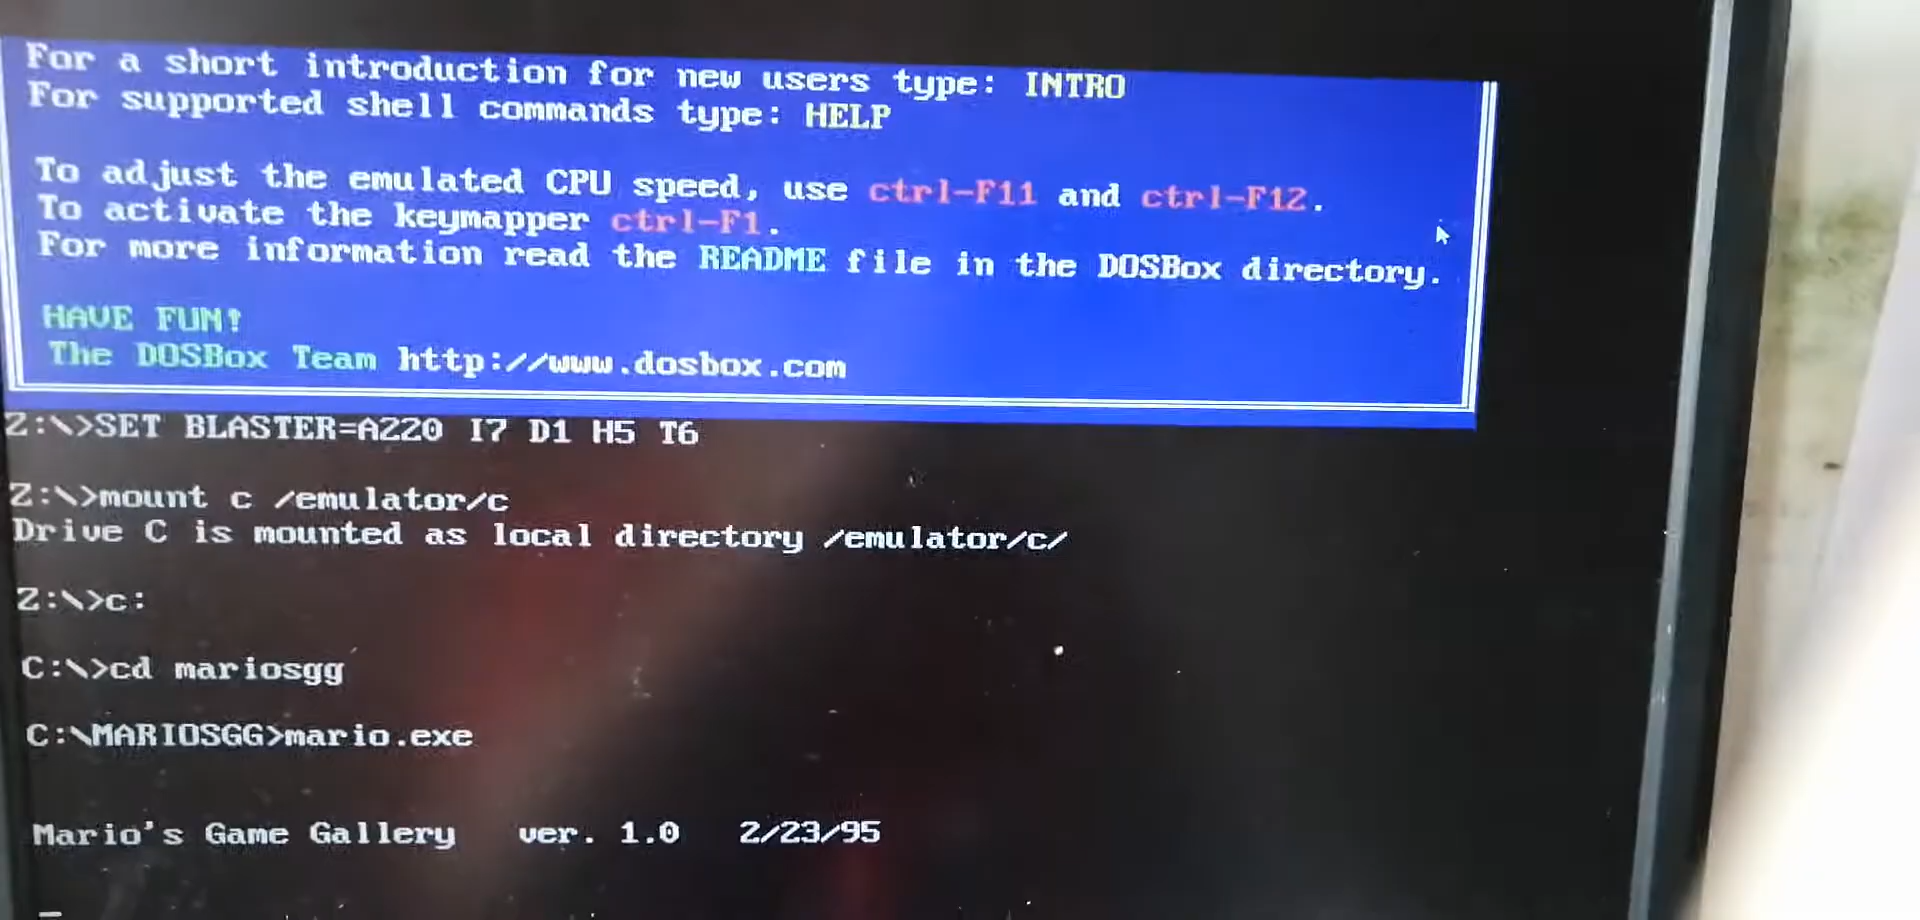 For a short introduction for new users type: INTRO
For supported shell commands type: HELP
To adjust the emulated CPU speed, use ctrl-F11 and ctrl-F12.
To activate the keymapper ctrl-F1.
For more information read the README file in the DOSBox directory.
HAVE FUN!
The DOSBox Team http://www.dosbox.com
Z:\>SET BLASTER=A220 I7 D1 H5 T6
Z:\>mount c /emulator/c
Drive C is mounted as local directory /emulator/c/
Z:\>c:
C:\>cd mariosgg
C:\MARIOSGG>mario.exe
Mario's Game Gallery ver. 1.0 2/23/95